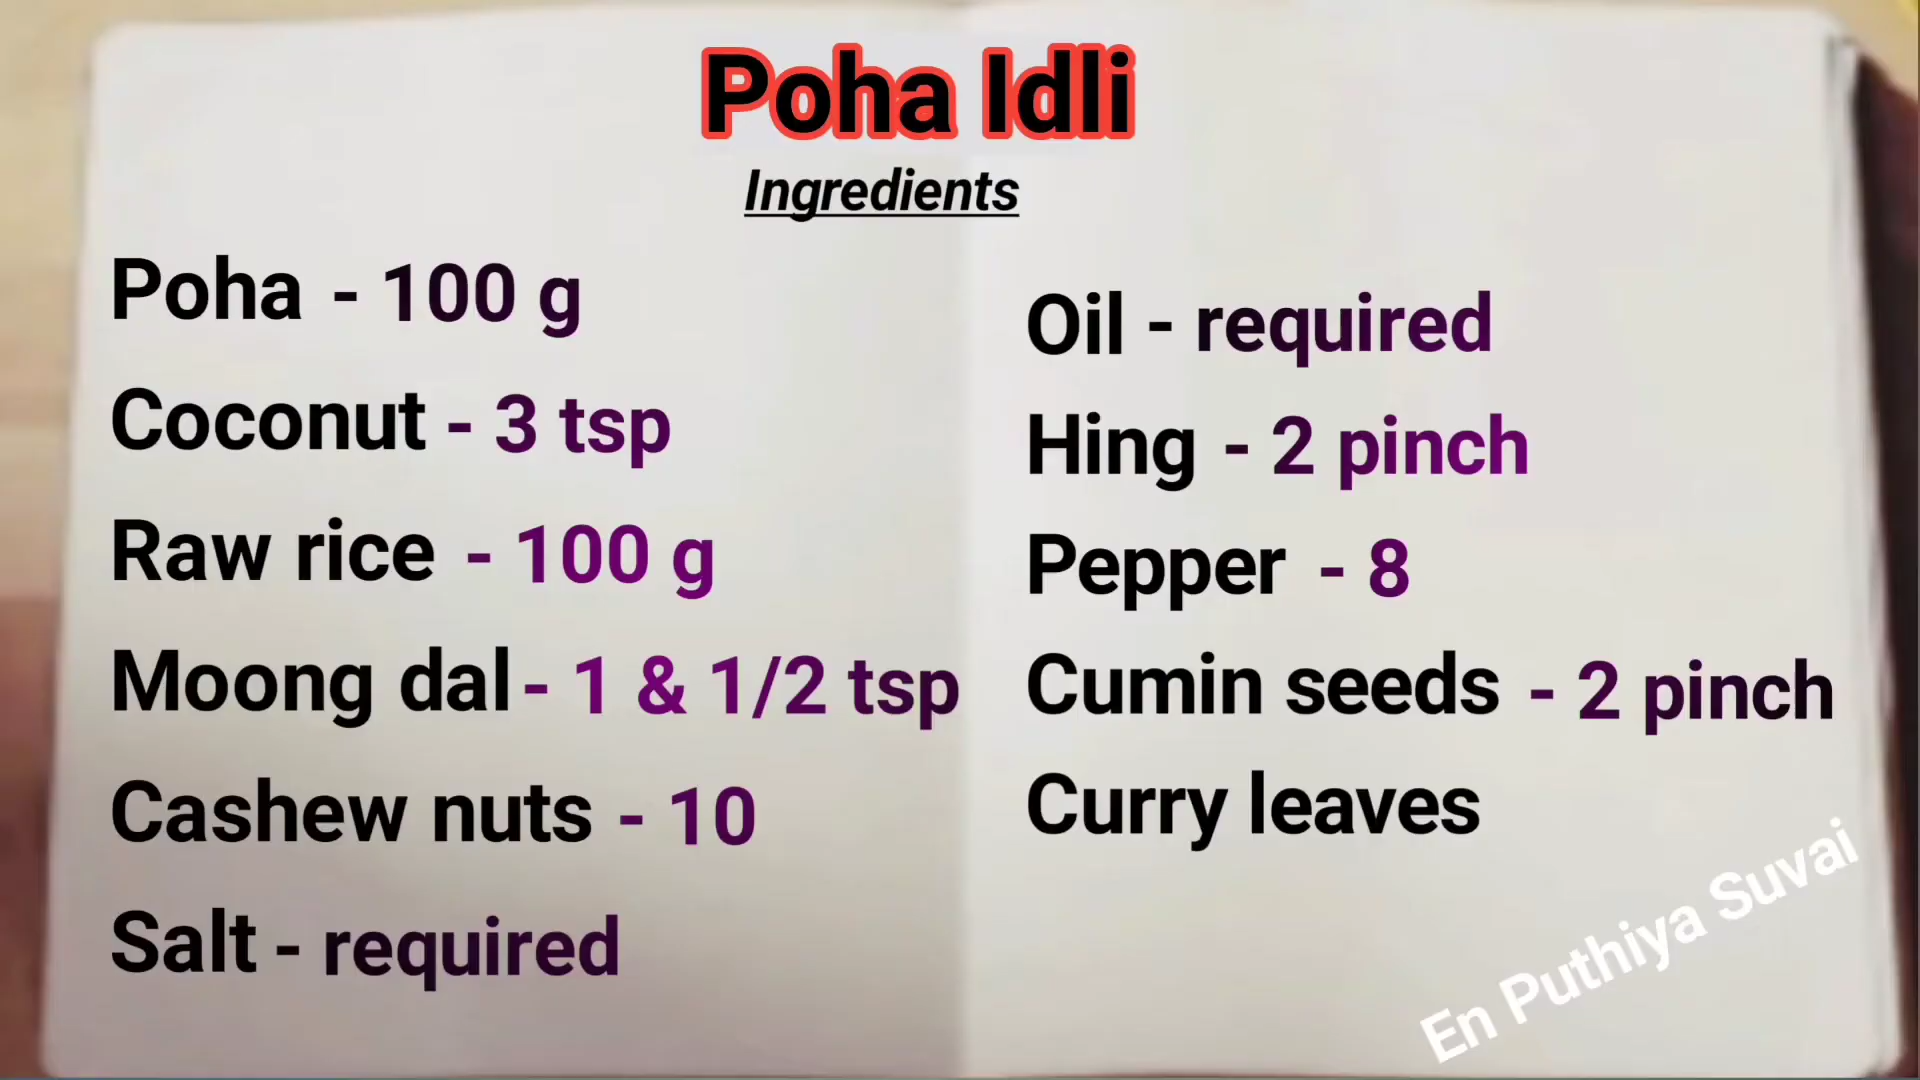 Poha Idli
Ingredients
Poha - 100 g
Coconut - 3 tsp
Raw rice - 100 g
Moong dal - 1 & 1/2 tsp
Cashew nuts - 10
Salt - required
Oil - required
Hing - 2 pinch
Pepper - 8
Cumin seeds - 2 pinch
Curry leaves
En Puthiya Suvai